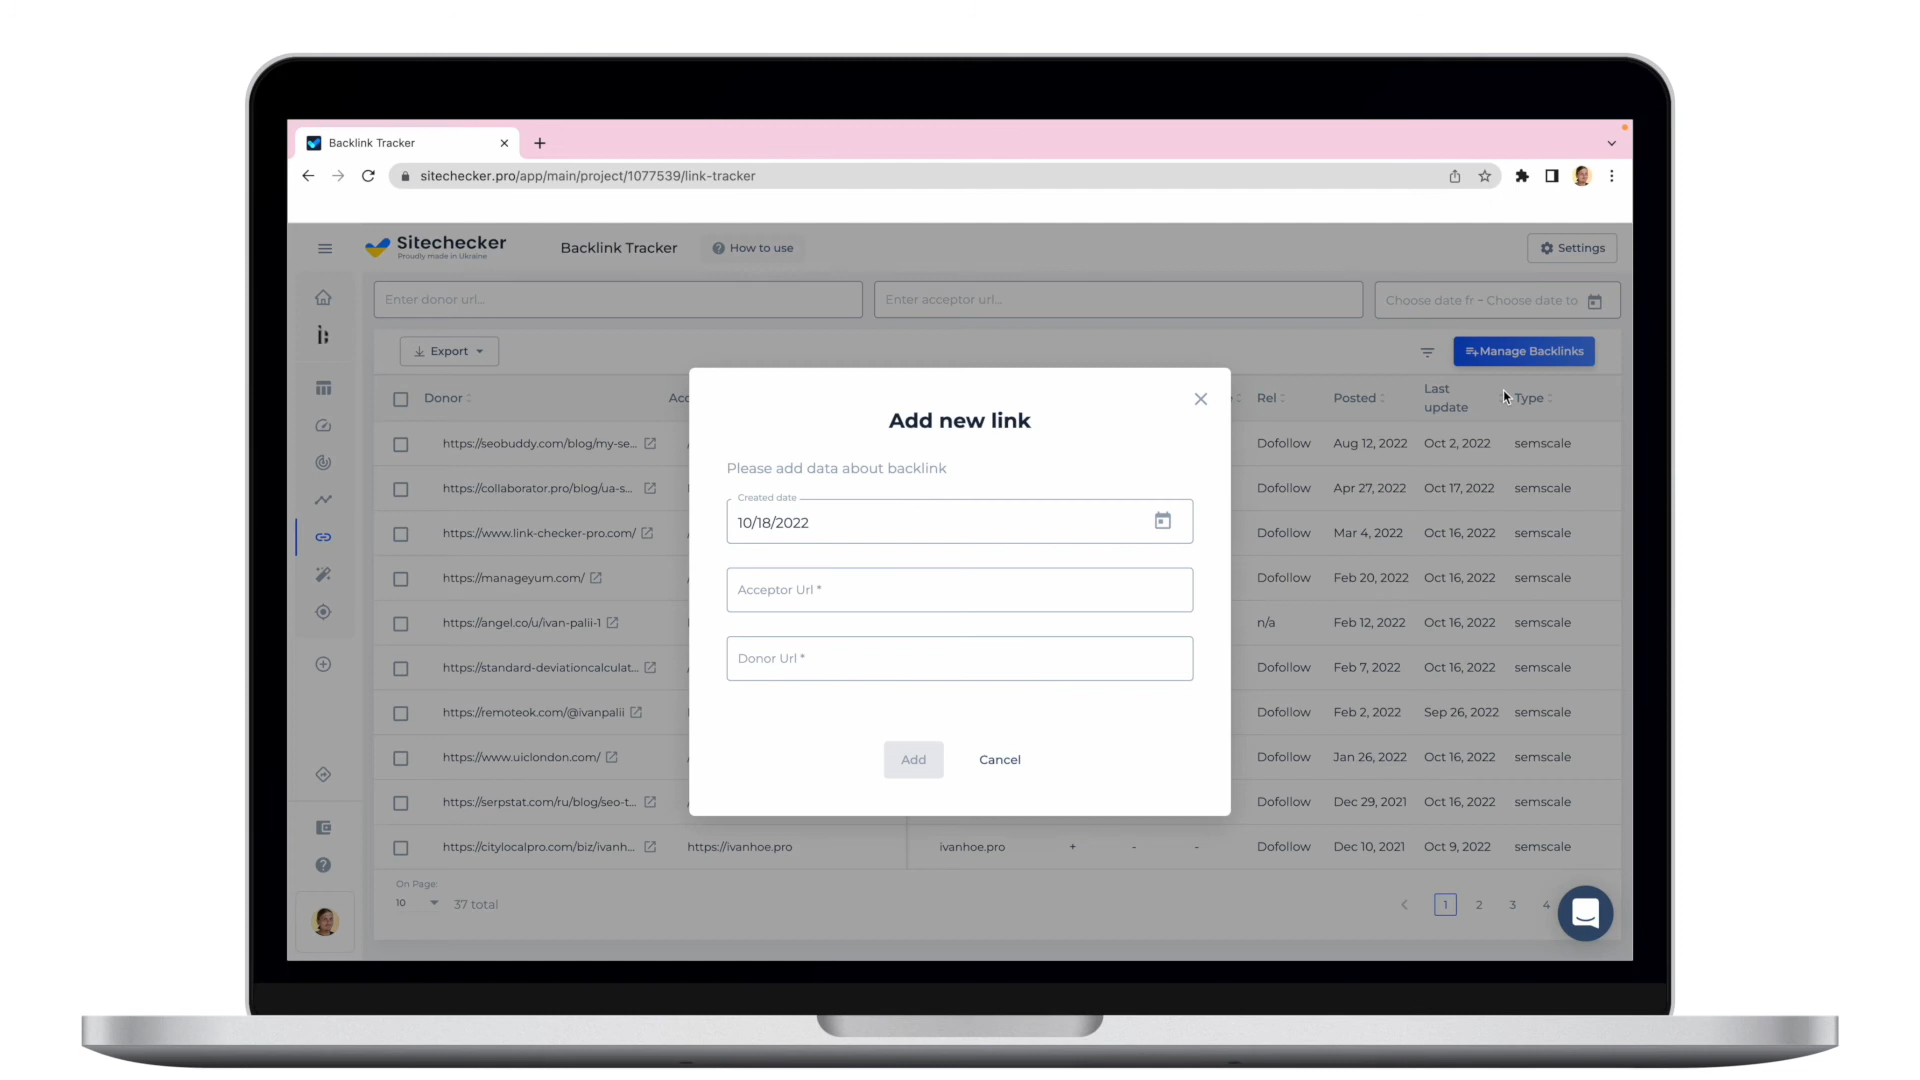 Backlink Tracker
sitechecker.pro/app/main/project/1077539/link-tracker
Sitechecker
Proudly made in Ukraine
Backlink Tracker
How to use
Settings
Enter donor url...
Enter acceptor url...
Choose date fr – Choose date to
Export
Manage Backlinks
Add new link
Please add data about backlink
Created date
10/18/2022
Acceptor Url *
Donor Url *
Add
Cancel
Donor Acc Rel Posted Last update Type
https://seobuddy.com/blog/my-se... Dofollow Aug 12, 2022 Oct 2, 2022 semscale
https://collaborator.pro/blog/ua-s... Dofollow Apr 27, 2022 Oct 17, 2022 semscale
https://www.link-checker-pro.com/ Dofollow Mar 4, 2022 Oct 16, 2022 semscale
https://manageyum.com/ Dofollow Feb 20, 2022 Oct 16, 2022 semscale
https://angel.co/u/ivan-palii-1 n/a Feb 12, 2022 Oct 16, 2022 semscale
https://standard-deviationcalculat... Dofollow Feb 7, 2022 Oct 16, 2022 semscale
https://remoteok.com/@ivanpalii Dofollow Feb 2, 2022 Sep 26, 2022 semscale
https://www.uiclondon.com/ Dofollow Jan 26, 2022 Oct 16, 2022 semscale
https://serpstat.com/ru/blog/seo-t... Dofollow Dec 29, 2021 Oct 16, 2022 semscale
https://citylocalpro.com/biz/ivanh... https://ivanhoe.pro ivanhoe.pro + - - Dofollow Dec 10, 2021 Oct 9, 2022 semscale
On Page:
10 37 total
1 2 3 4